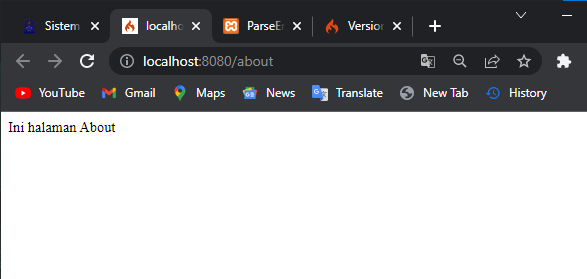 Sistem
localho
ParseEr
Version
localhost:8080/about
YouTube
Gmail
Maps
News
Translate
New Tab
History
Ini halaman About